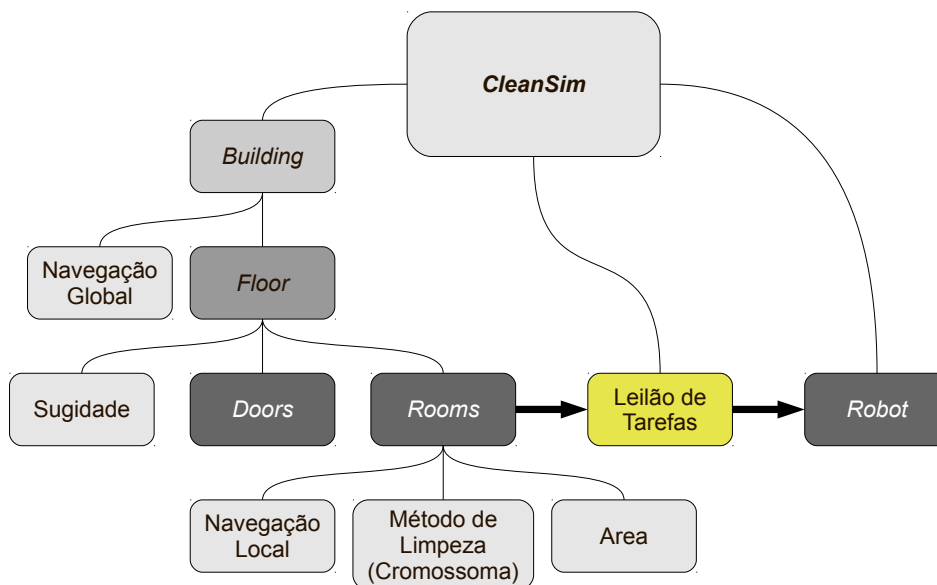 CleanSim
Building
Navegação
Global
Floor
Sugidade
Doors
Rooms
Leilão de
Tarefas
Robot
Navegação
Local
Método de
Limpeza
(Cromossoma)
Area